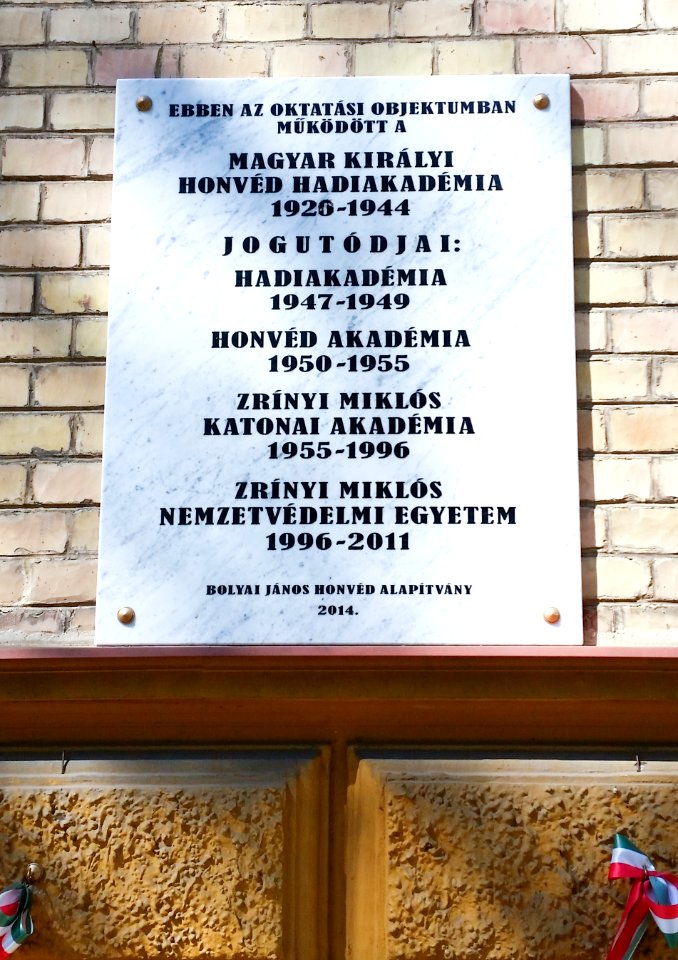 EBBEN AZ OKTATÁSI OBJEKTUMBAN
MŰKÖDÖTT A
MAGYAR KIRÁLYI
HONVÉD HADIAKADÉMIA
1926-1944
JOGUTÓDJAI:
HADIAKADÉMIA
1947-1949
HONVÉD AKADÉMIA
1950-1955
ZRÍNYI MIKLÓS
KATONAI AKADÉMIA
1955-1996
ZRÍNYI MIKLÓS
NEMZETVÉDELMI EGYETEM
1996-2011
BOLYAI JÁNOS HONVÉD ALAPÍTVÁNY
2014.